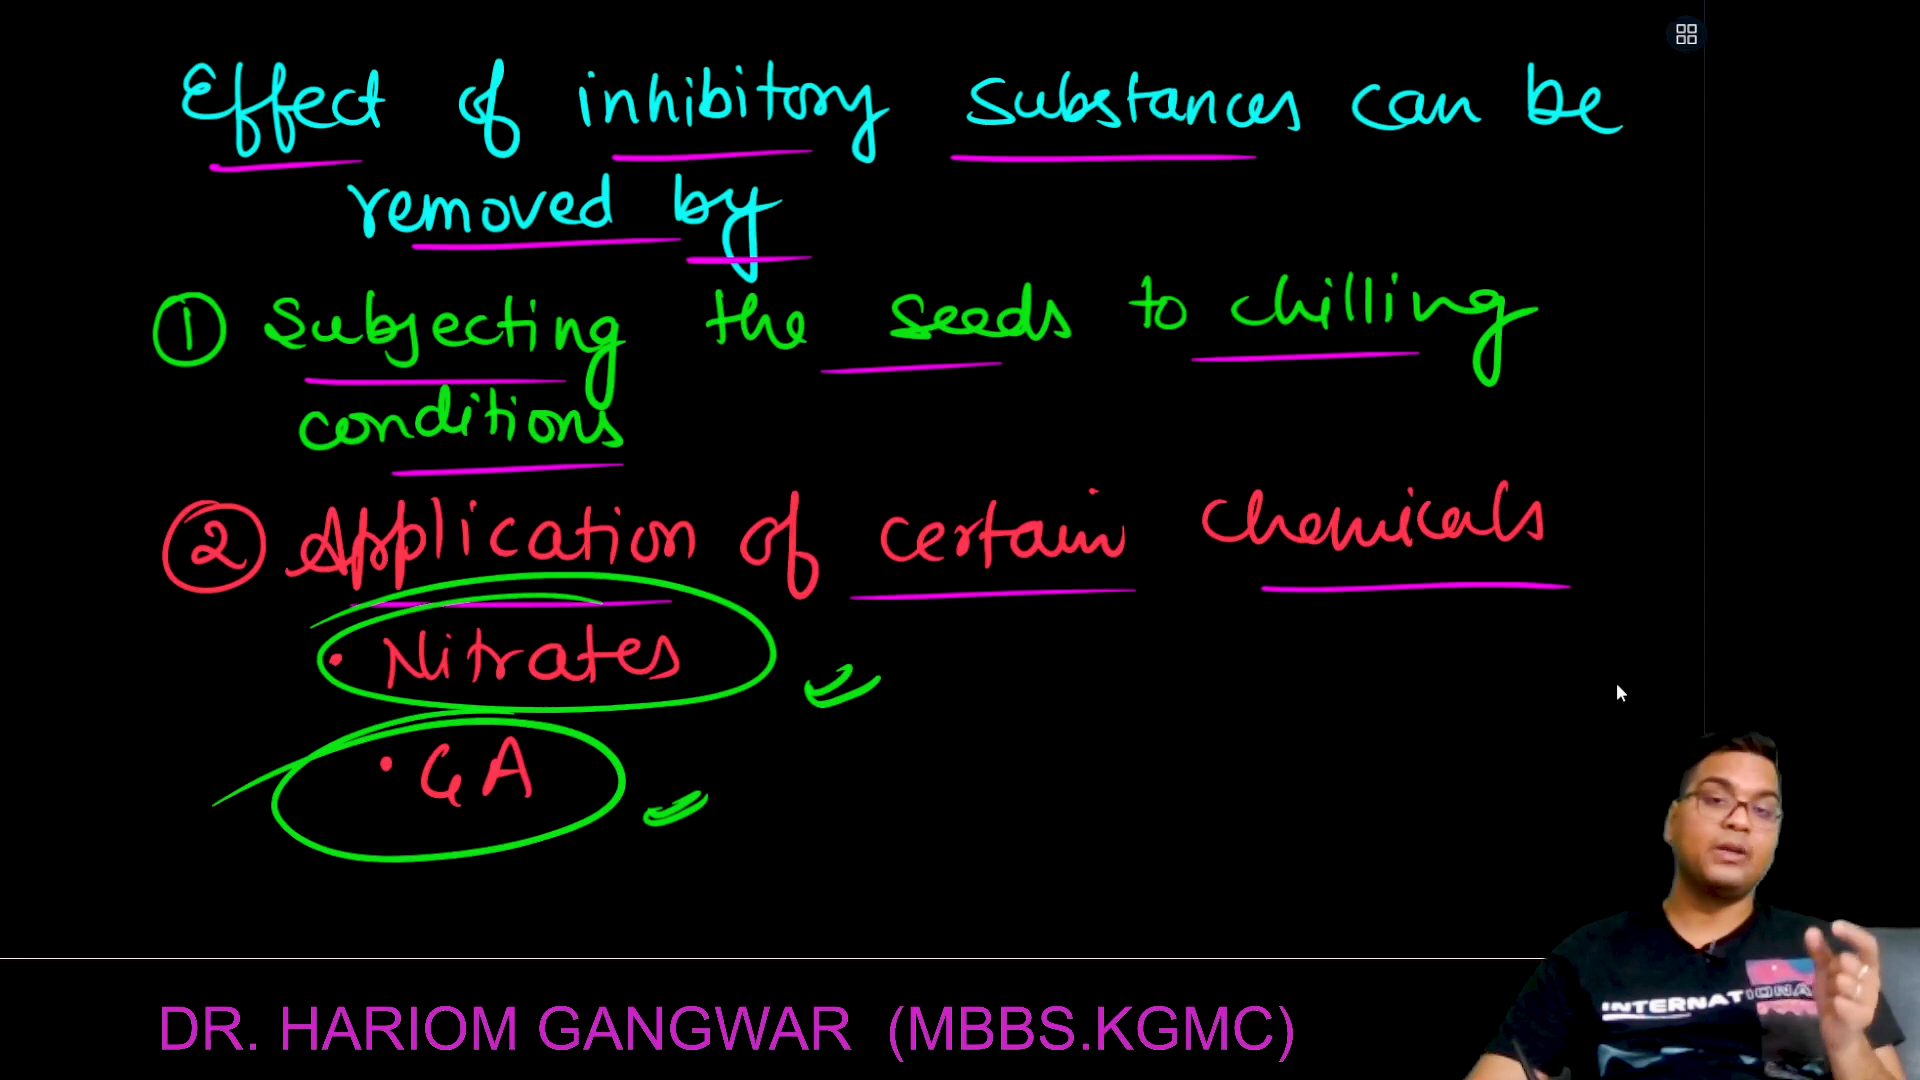 Effect of inhibitory substances can be
removed by
① Subjecting the seeds to chilling
conditions
② Application of certain chemicals
• Nitrates
• GA
INTERNATIONA
DR. HARIOM GANGWAR (MBBS.KGMC)